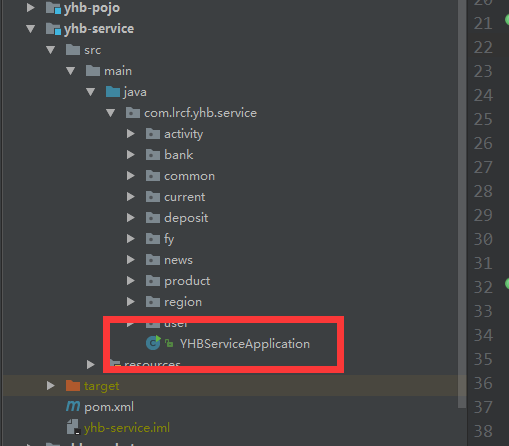 yhb-pojo
yhb-service
src
main
java
com.lrcf.yhb.service
activity
bank
common
current
deposit
fy
news
product
region
user
YHBServiceApplication
resources
target
pom.xml
yhb-service.iml
20
21
22
23
24
25
26
27
28
29
30
31
32
33
34
35
36
37
38